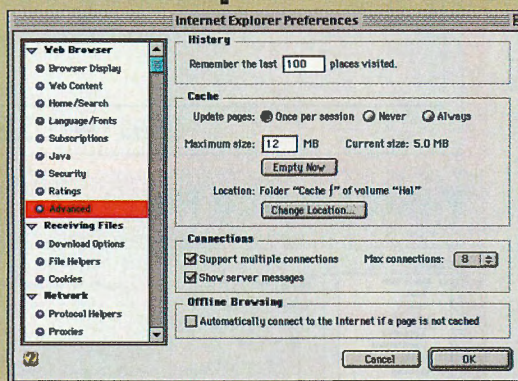 Internet Explorer Preferences
Web Browser
Browser Display
Web Content
Home/Search
Language/Fonts
Subscriptions
Java
Security
Ratings
Advanced
Receiving Files
Download Options
File Helpers
Cookies
Network
Protocol Helpers
Proxies
History
Remember the last 100 places visited.
Cache
Update pages: Once per session Never Always
Maximum size: 12 MB Current size: 5.0 MB
Empty Now
Location: Folder “Cache ƒ” of volume “Hal”
Change Location...
Connections
Support multiple connections Max connections: 8
Show server messages
Offline Browsing
Automatically connect to the Internet if a page is not cached
Cancel OK